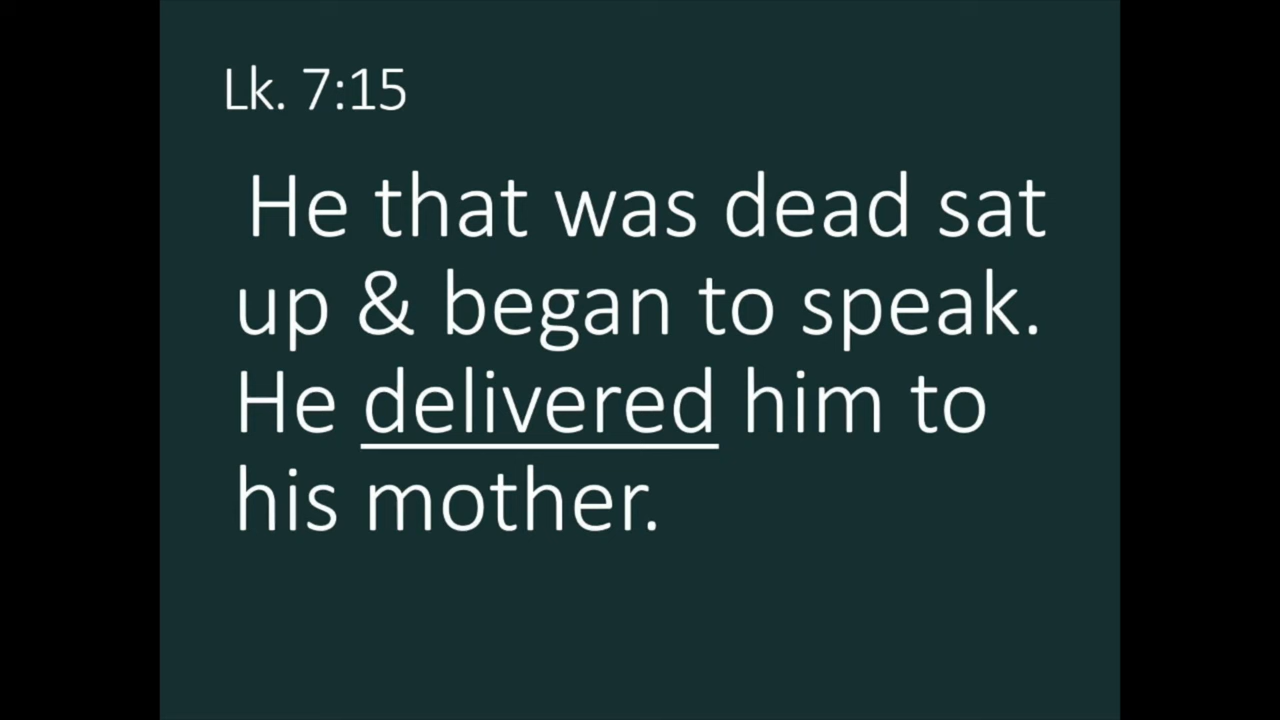 Lk. 7:15
He that was dead sat
up & began to speak.
He delivered him to
his mother.